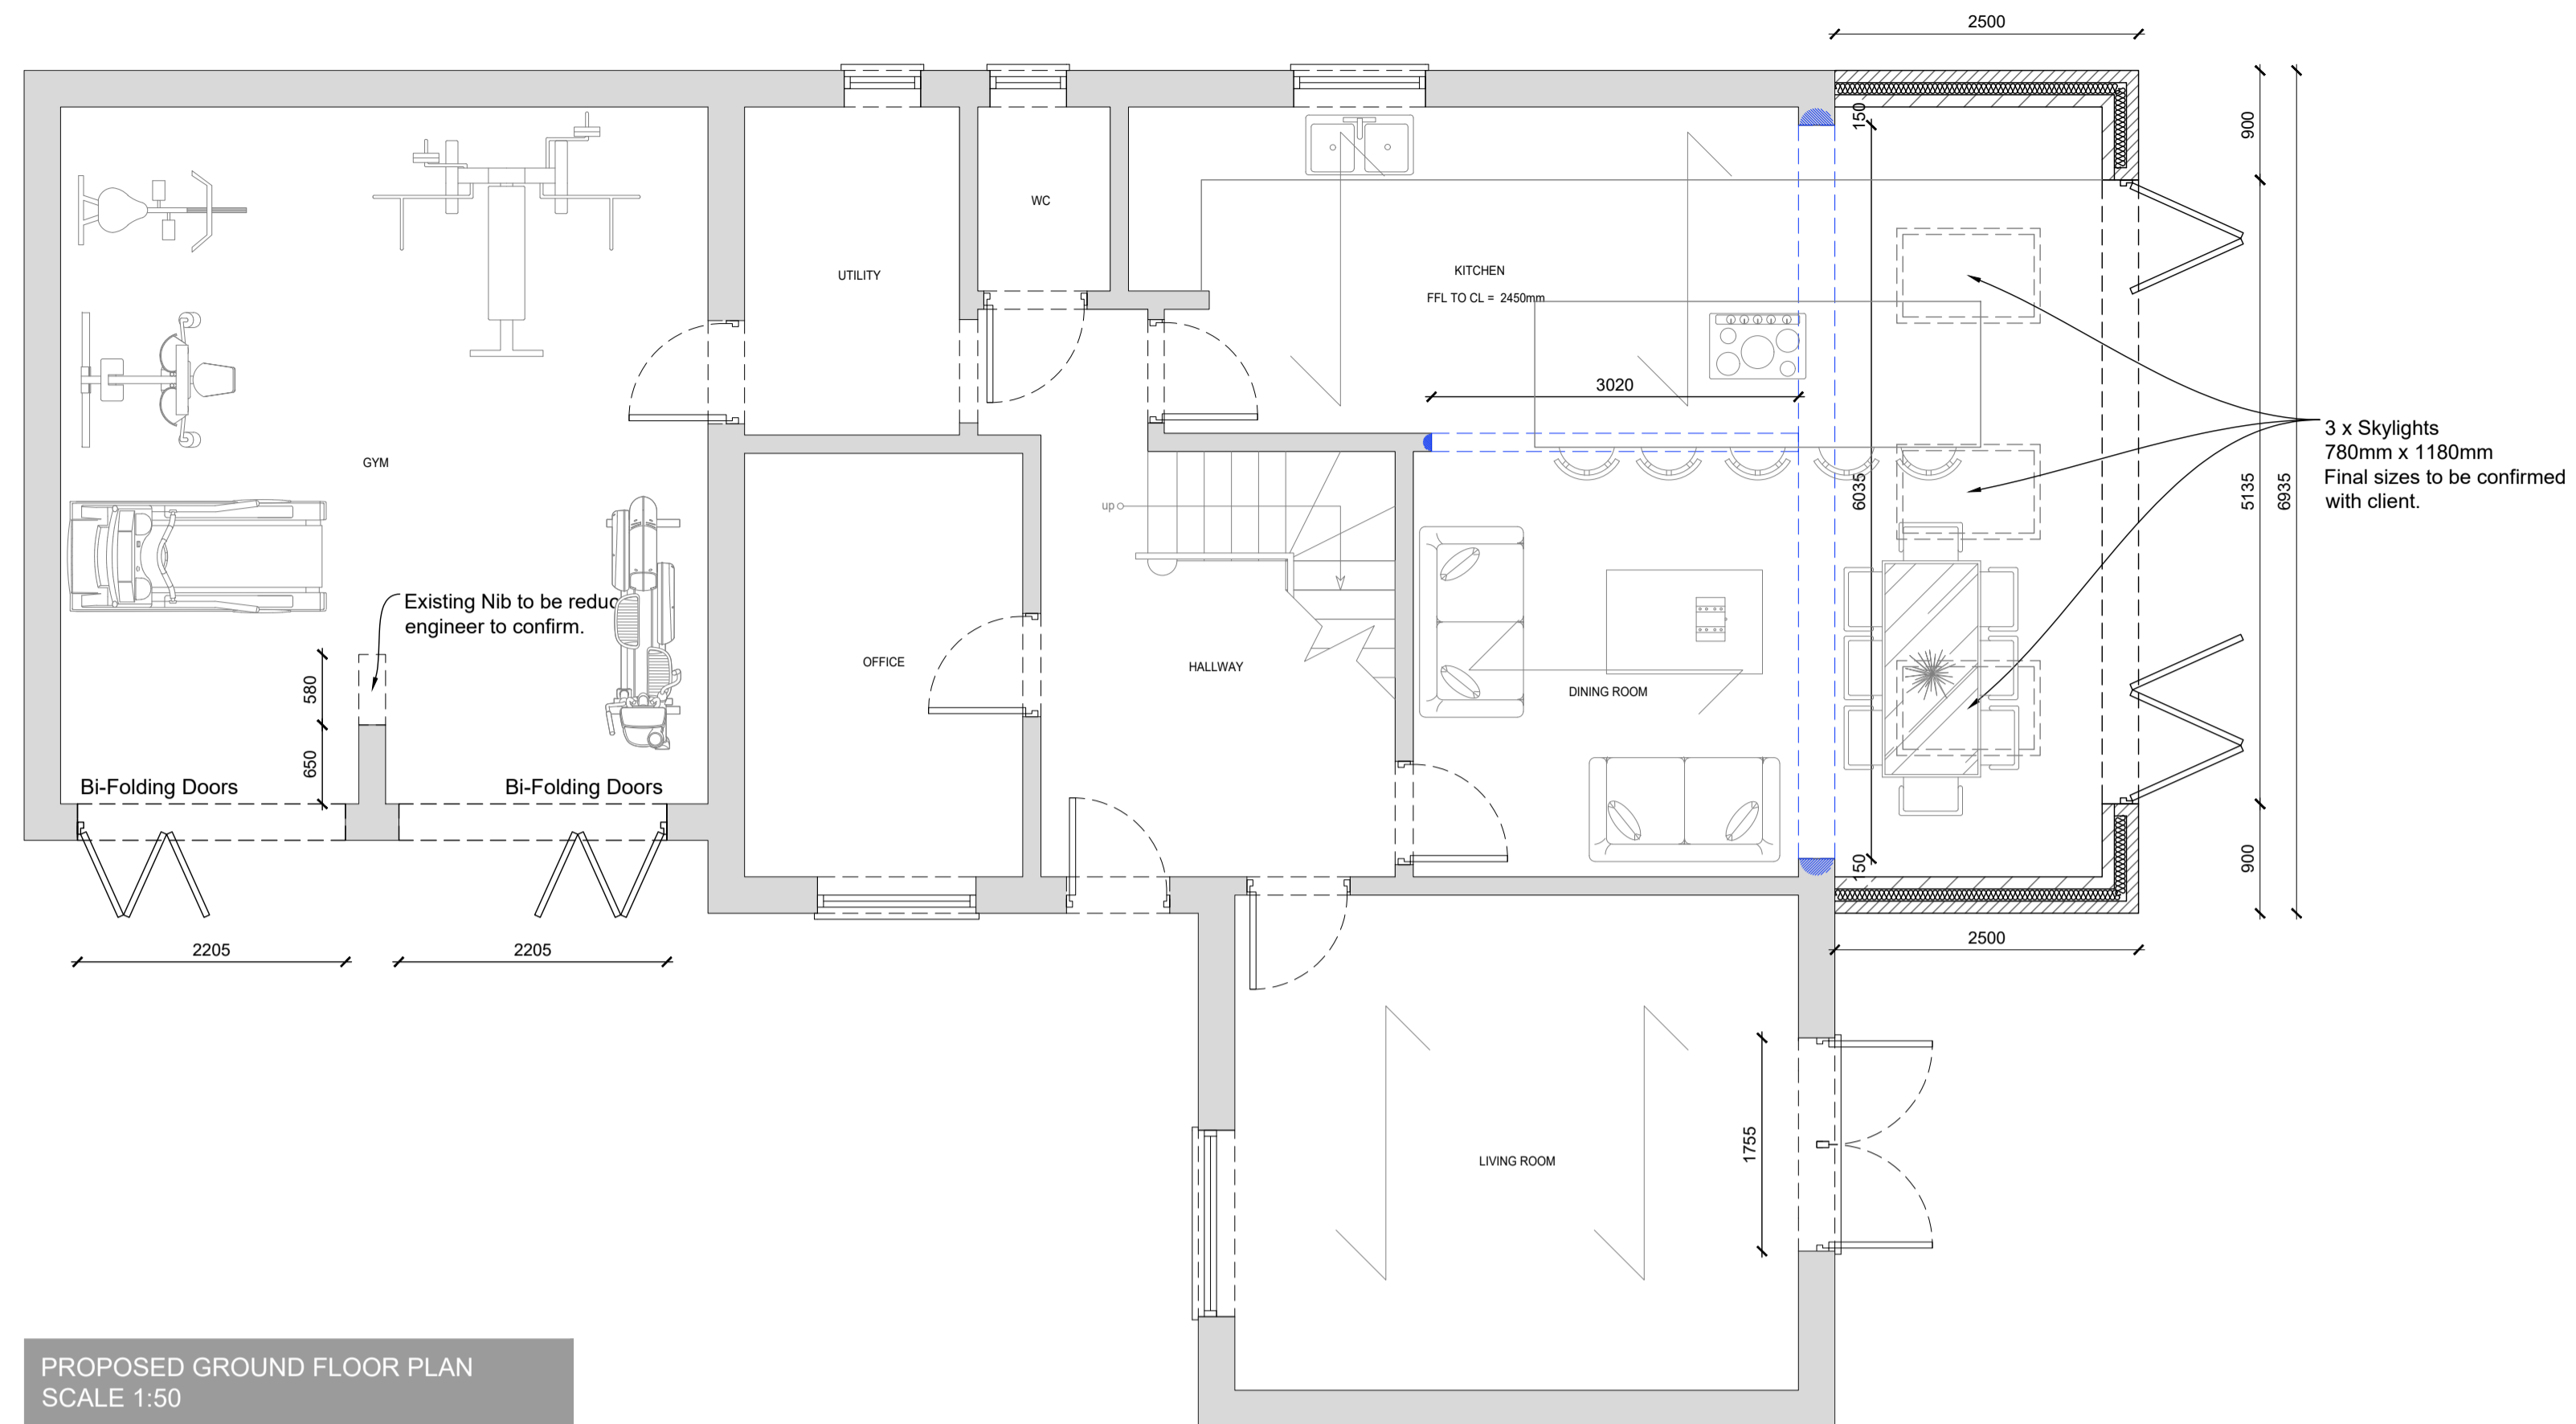 2500
150
900
WC
UTILITY
KITCHEN
FFL TO CL = 2450mm
3020
3 x Skylights
780mm x 1180mm
Final sizes to be confirmed
with client.
GYM
up
6035
5135
6935
Existing Nib to be
engineer to confirm.
OFFICE
HALLWAY
DINING ROOM
580
650
Bi-Folding Doors
Bi-Folding Doors
150
900
2205
2205
2500
1755
LIVING ROOM
PROPOSED GROUND FLOOR PLAN
SCALE 1:50